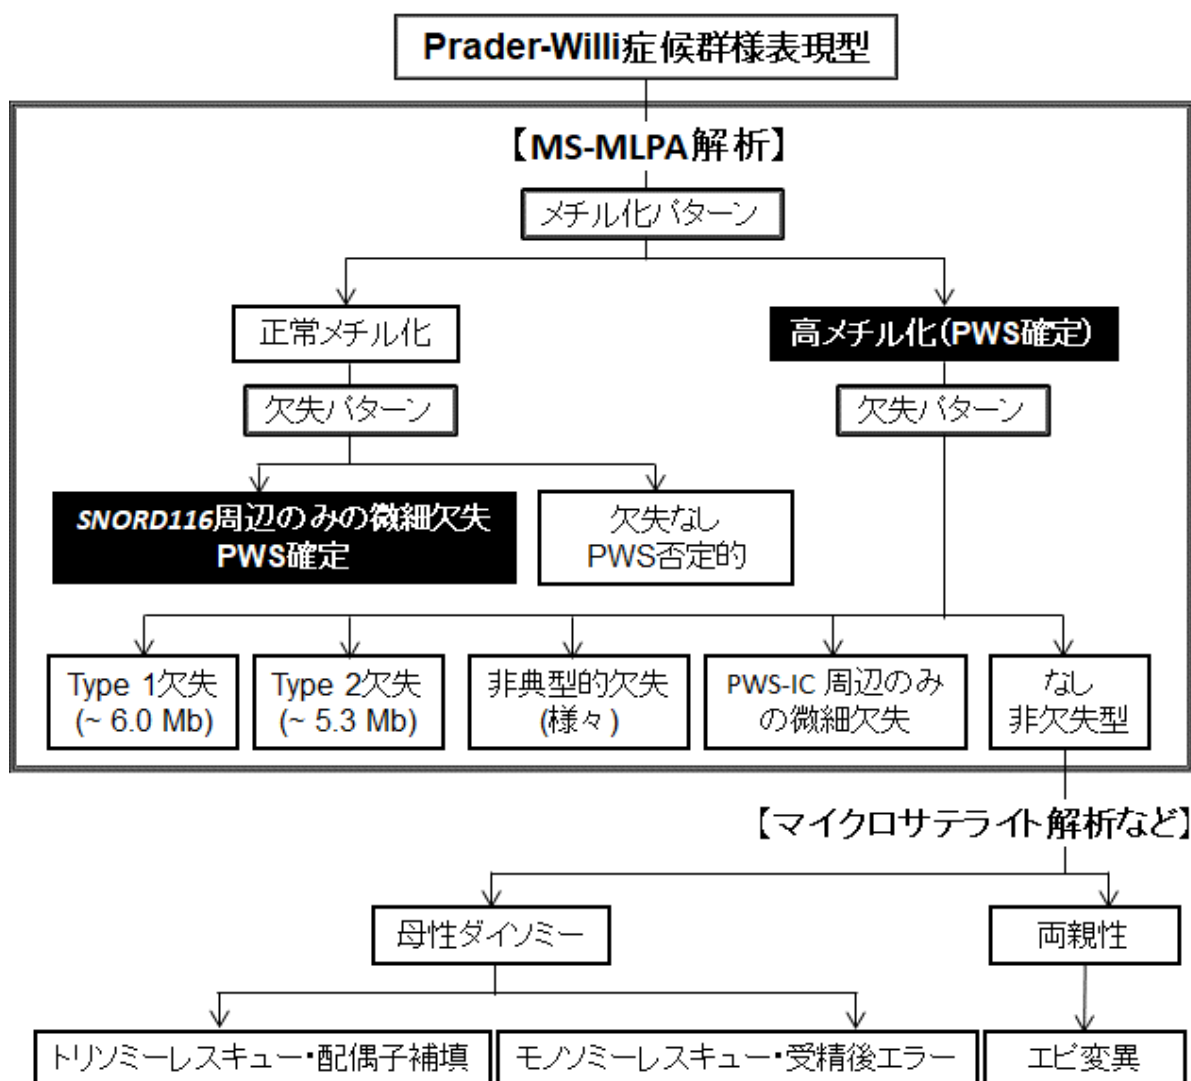 Prader-Willi症候群様表現型
【MS-MLPA解析】
メチル化パターン
正常メチル化
高メチル化(PWS確定)
欠失パターン
欠失パターン
SNORD116周辺のみの微細欠失
PWS確定
欠失なし
PWS否定的
Type 1欠失
(~ 6.0 Mb)
Type 2欠失
(~ 5.3 Mb)
非典型的欠失
(様々)
PWS-IC 周辺のみ
の微細欠失
なし
非欠失型
【マイクロサテライト解析など】
母性ダイソミー
両親性
トリソミーレスキュー・配偶子補填
モノソミーレスキュー・受精後エラー
エピ変異